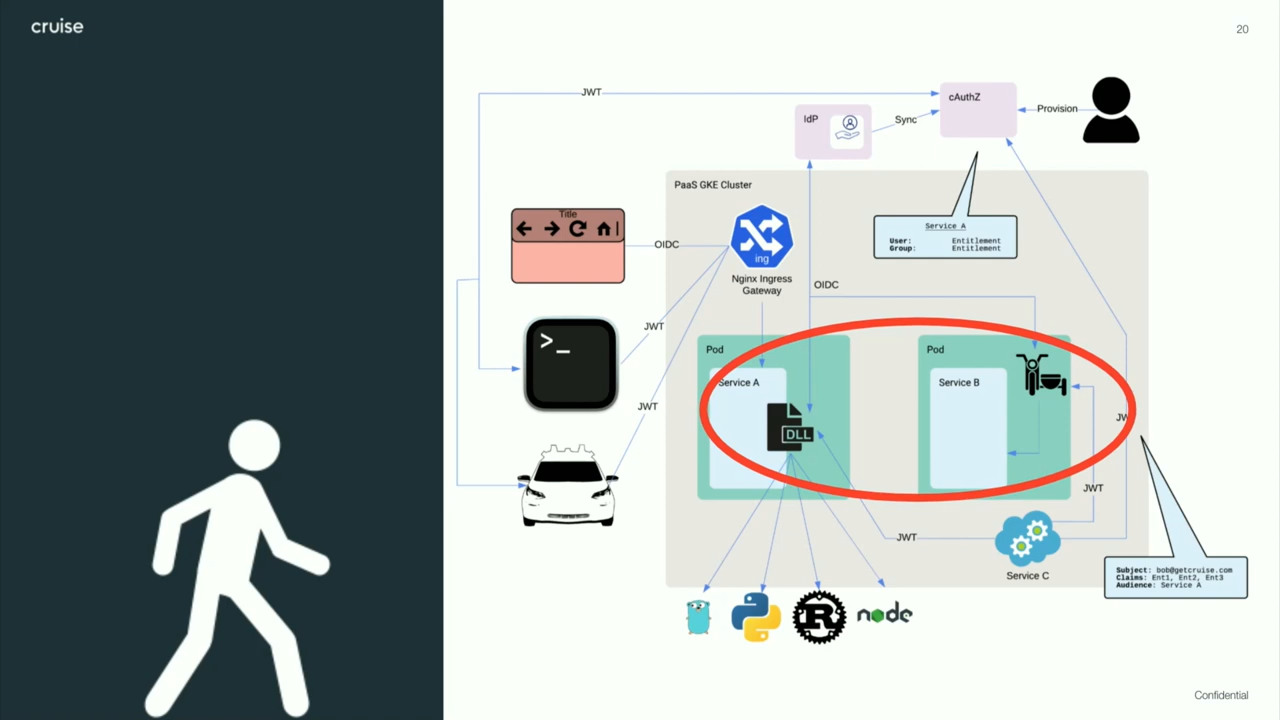 cruise
20
JWT
cAuthZ
IdP
Sync
Provision
PaaS GKE Cluster
Title
Service A
User: Entitlement
Group: Entitlement
OIDC
ing
Nginx Ingress
Gateway
OIDC
JWT
>_
Pod
Pod
Service A
Service B
JWT
JW
DLL
JWT
JWT
Service C
Subject: bob@getcruise.com
Claims: Ent1, Ent2, Ent3
Audience: Service A
R
node
Confidential